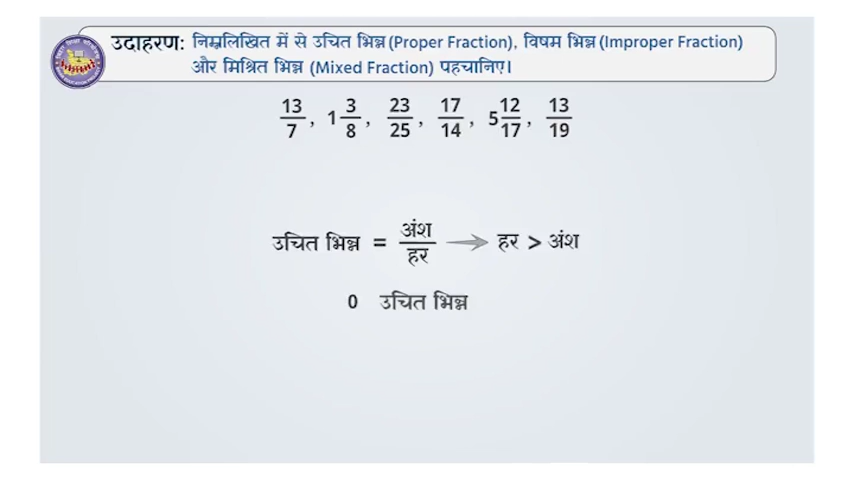 उदाहरण: निम्नलिखित में से उचित भिन्न (Proper Fraction), विषम भिन्न (Improper Fraction)
और मिश्रित भिन्न (Mixed Fraction) पहचानिए।
13/7, 1 3/8, 23/25, 17/14, 5 12/17, 13/19
उचित भिन्न = अंश/हर → हर > अंश
0 उचित भिन्न